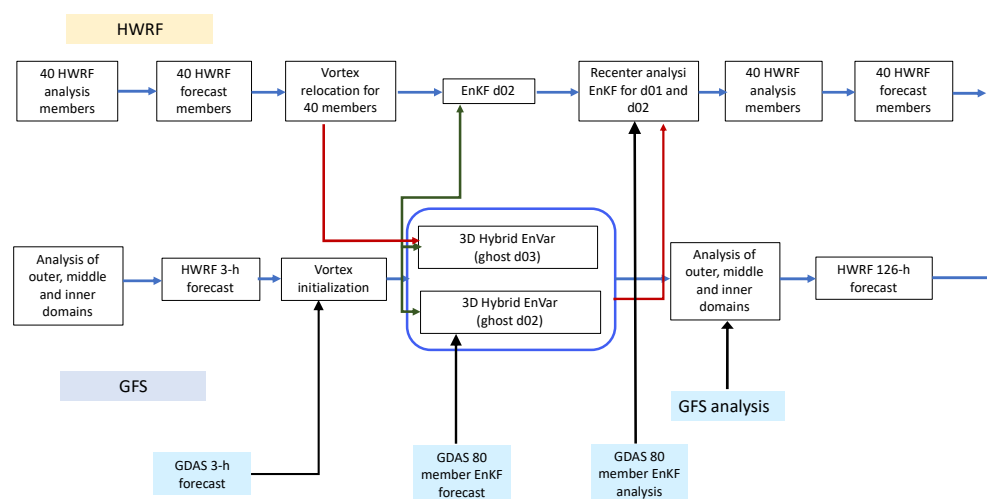 HWRF
40 HWRF
analysis
members
40 HWRF
forecast
members
Vortex
relocation for
40 members
EnKF d02
Recenter analysi
EnKF for d01 and
d02
40 HWRF
analysis
members
40 HWRF
forecast
members
Analysis of
outer, middle
and inner
domains
HWRF 3-h
forecast
Vortex
initialization
3D Hybrid EnVar
(ghost d03)
3D Hybrid EnVar
(ghost d02)
Analysis of
outer, middle
and inner
domains
HWRF 126-h
forecast
GFS
GFS analysis
GDAS 3-h
forecast
GDAS 80
member EnKF
forecast
GDAS 80
member EnKF
analysis